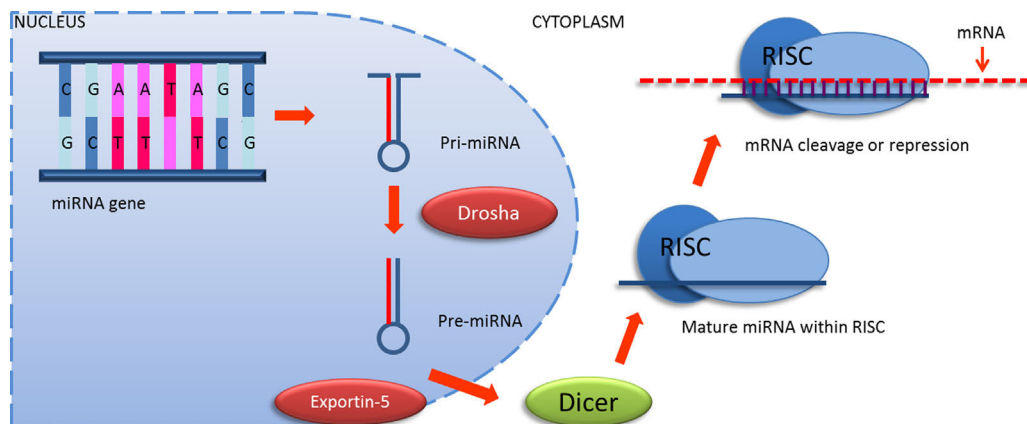 NUCLEUS
CYTOPLASM
mRNA
RISC
C G A A T A G C
G C T T T C G
miRNA gene
Pri-miRNA
mRNA cleavage or repression
Drosha
RISC
Pre-miRNA
Mature miRNA within RISC
Exportin-5
Dicer